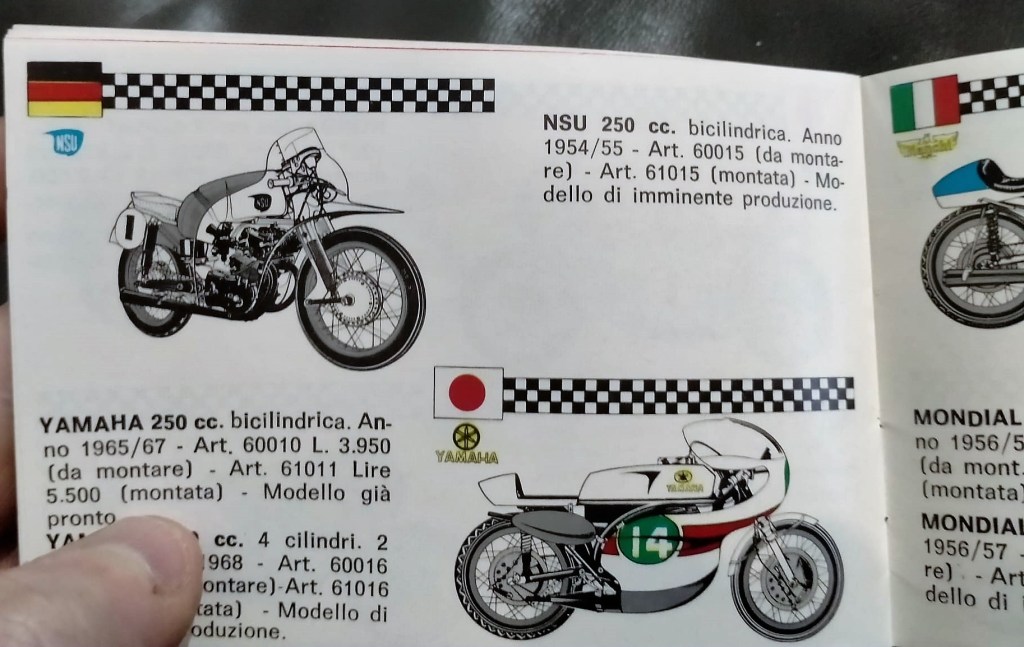 NSU
NSU 250 cc. bicilindrica. Anno
1954/55 - Art. 60015 (da monta-
re) - Art. 61015 (montata) - Mo-
dello di imminente produzione.
NSU
1
YAMAHA 250 cc. bicilindrica. An-
no 1965/67 - Art. 60010 L. 3.950
(da montare) - Art. 61011 Lire
5.500 (montata) - Modello già
pronto
cc. 4 cilindri. 2
1968 - Art. 60016
ontare)-Art. 61016
tata) - Modello di
oduzione.
YAMAHA
YAMAHA
14
MONDIAL
no 1956/5
(da mont.
(montata)
MONDIAL
1956/57 -
re) - Art
dello di